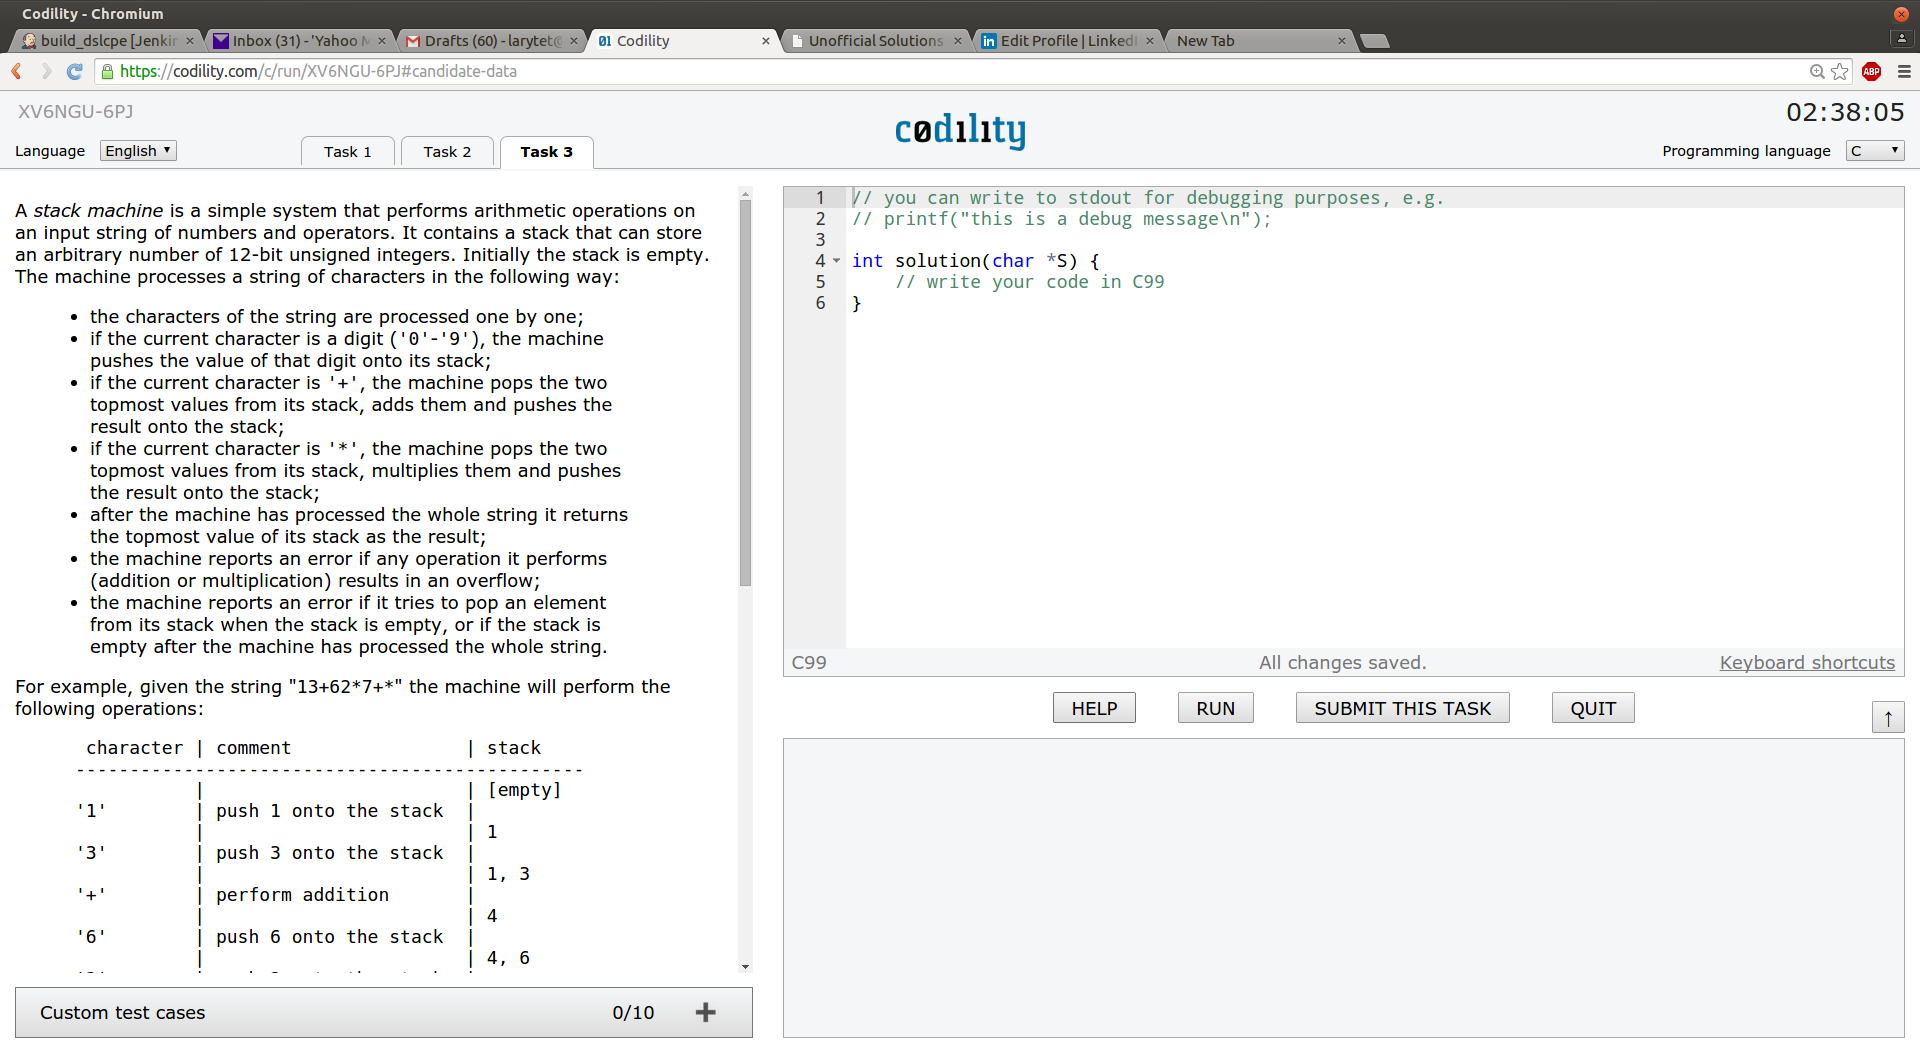 Codility - Chromium
build_dslcpe [Jenkin
Inbox (31) - 'Yahoo M
Drafts (60) - larytet@
Codility
Unofficial Solutions
Edit Profile | LinkedI
New Tab
https://codility.com/c/run/XV6NGU-6PJ#candidate-data
ABP
XV6NGU-6PJ
codility
02:38:05
Language English
Task 1
Task 2
Task 3
Programming language C
A stack machine is a simple system that performs arithmetic operations on
an input string of numbers and operators. It contains a stack that can store
an arbitrary number of 12-bit unsigned integers. Initially the stack is empty.
The machine processes a string of characters in the following way:
• the characters of the string are processed one by one;
• if the current character is a digit ('0'-'9'), the machine
pushes the value of that digit onto its stack;
• if the current character is '+', the machine pops the two
topmost values from its stack, adds them and pushes the
result onto the stack;
• if the current character is '*', the machine pops the two
topmost values from its stack, multiplies them and pushes
the result onto the stack;
• after the machine has processed the whole string it returns
the topmost value of its stack as the result;
• the machine reports an error if any operation it performs
(addition or multiplication) results in an overflow;
• the machine reports an error if it tries to pop an element
from its stack when the stack is empty, or if the stack is
empty after the machine has processed the whole string.
For example, given the string "13+62*7+*" the machine will perform the
following operations:
character | comment | stack
-----------------------------------------------
| | [empty]
'1' | push 1 onto the stack |
| | 1
'3' | push 3 onto the stack |
| | 1, 3
'+' | perform addition |
| | 4
'6' | push 6 onto the stack |
| | 4, 6
Custom test cases 0/10 +
1 // you can write to stdout for debugging purposes, e.g.
2 // printf("this is a debug message\n");
3
4 int solution(char *S) {
5 // write your code in C99
6 }
C99 All changes saved. Keyboard shortcuts
HELP
RUN
SUBMIT THIS TASK
QUIT
↑